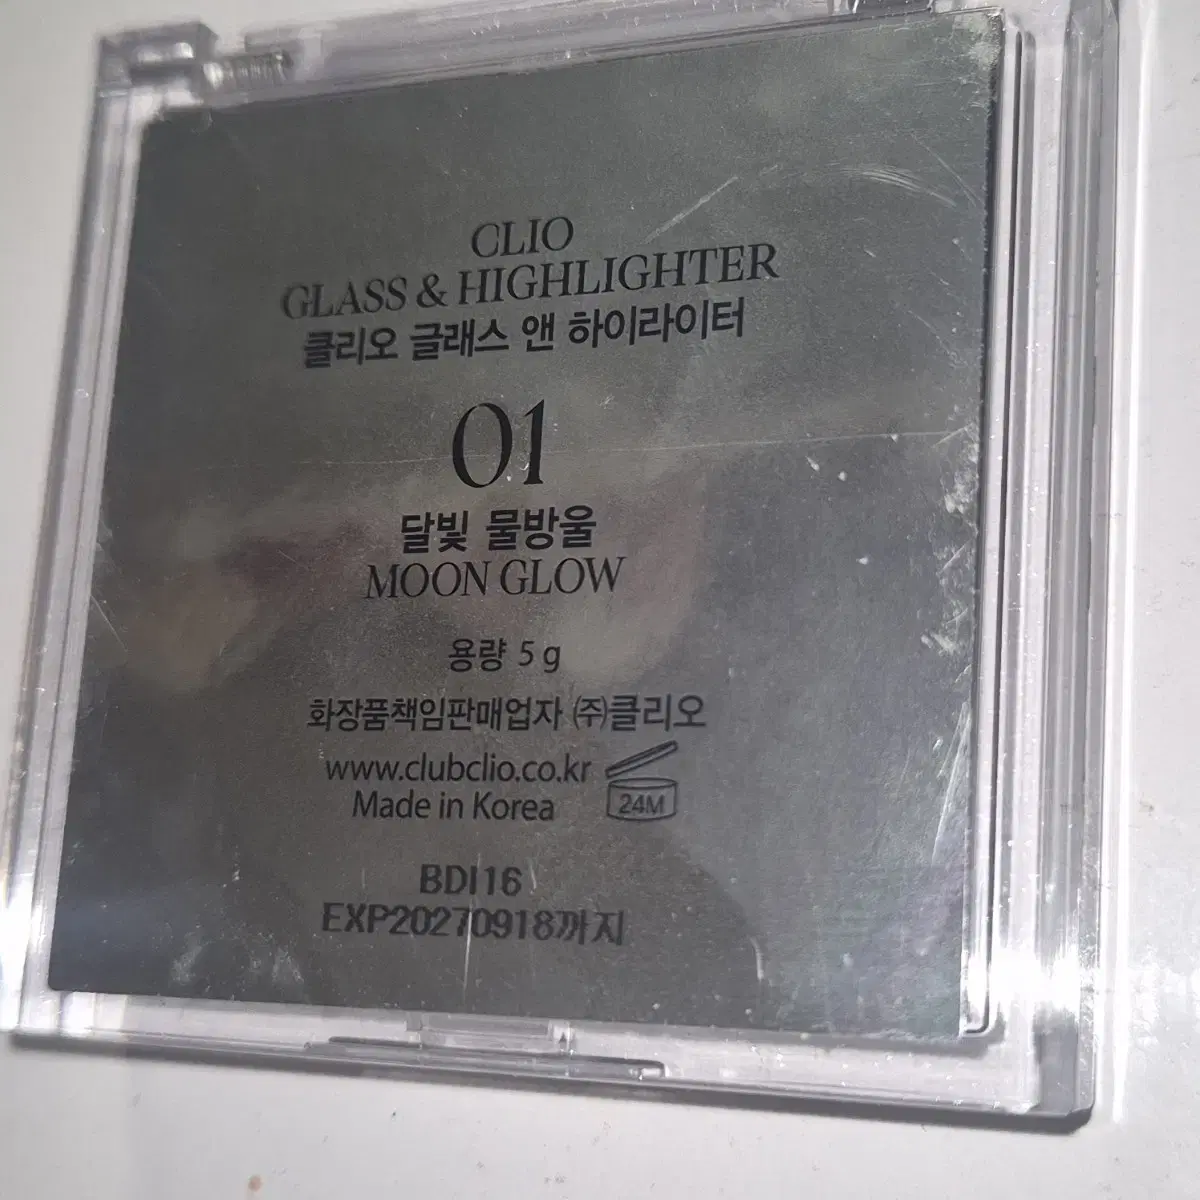 CLIO
GLASS & HIGHLIGHTER
클리오 글래스 앤 하이라이터
01
달빛 물방울
MOON GLOW
용량 5 g
화장품책임판매업자 ㈜클리오
www.clubclio.co.kr
Made in Korea
24M
BDI16
EXP20270918까지